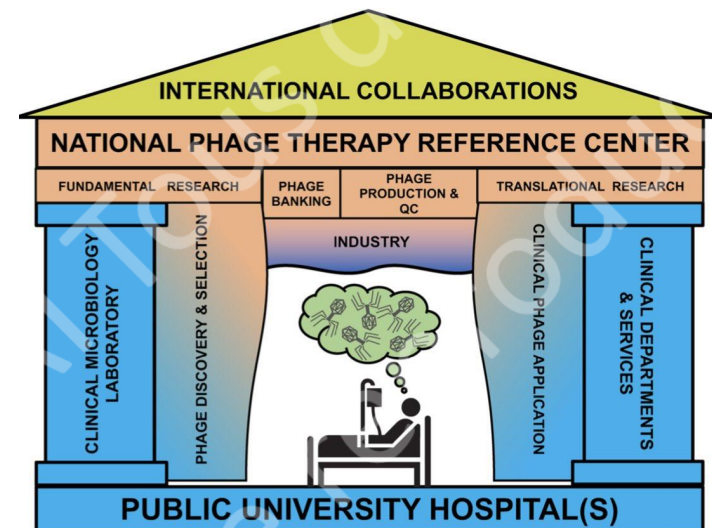 INTERNATIONAL COLLABORATIONS
NATIONAL PHAGE THERAPY REFERENCE CENTER
FUNDAMENTAL RESEARCH
PHAGE
BANKING
PHAGE
PRODUCTION &
QC
TRANSLATIONAL RESEARCH
INDUSTRY
CLINICAL MICROBIOLOGY
LABORATORY
PHAGE DISCOVERY & SELECTION
CLINICAL PHAGE APPLICATION
CLINICAL DEPARTMENTS
& SERVICES
PUBLIC UNIVERSITY HOSPITAL(S)